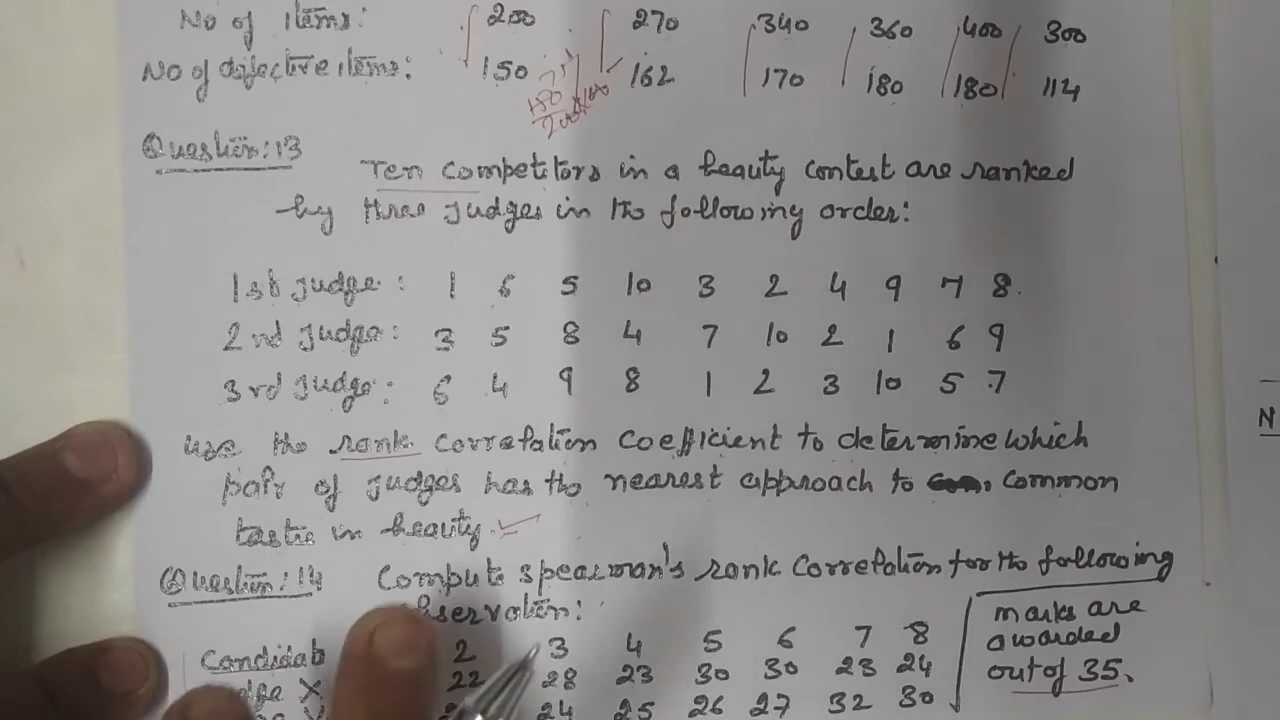 No of items: 200 270 340 360 400 300
No of defective items: 150 162 170 180 180 114
Question: 13
Ten competitors in a beauty contest are ranked
by three judges in the following order:
1st judge: 1 6 5 10 3 2 4 9 7 8
2nd judge: 3 5 8 4 7 10 2 1 6 9
3rd judge: 6 4 9 8 1 2 3 10 5 7
use the rank correlation coefficient to determine which
pair of judges has the nearest approach to common
taste in beauty.
Question: 14 Compute spearman's rank correlation for the following
observation:
Candidate 2 3 4 5 6 7 8
Judge X 22 28 23 30 30 23 24
24 25 26 27 32 30
marks are
awarded
out of 35.
N